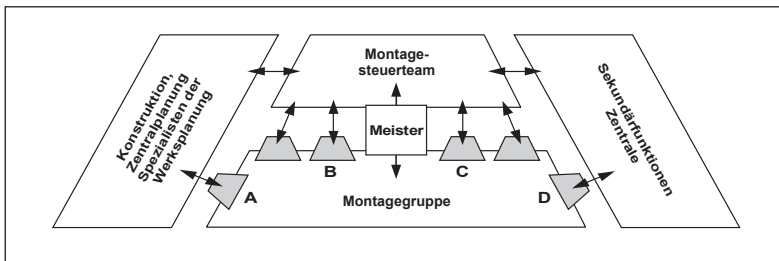 Montage-
steuerteam
Konstruktion,
Zentralplanung
Spezialisten der
Werksplanung
Sekundärfunktionen
Zentrale
Meister
A
B
C
D
Montagegruppe